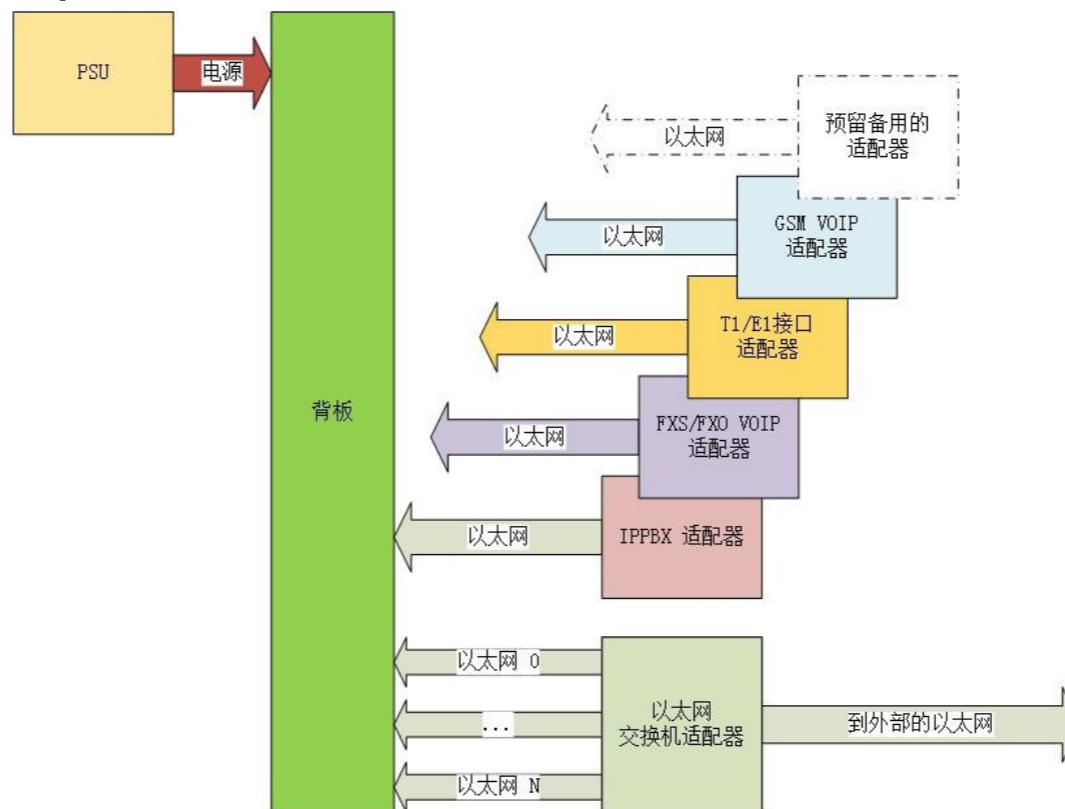 PSU
电源
以太网
预留备用的
适配器
以太网
GSM VOIP
适配器
以太网
T1/E1接口
适配器
背板
以太网
FXS/FXO VOIP
适配器
以太网
IPPBX 适配器
以太网 0
...
以太网 N
以太网
交换机适配器
到外部的以太网